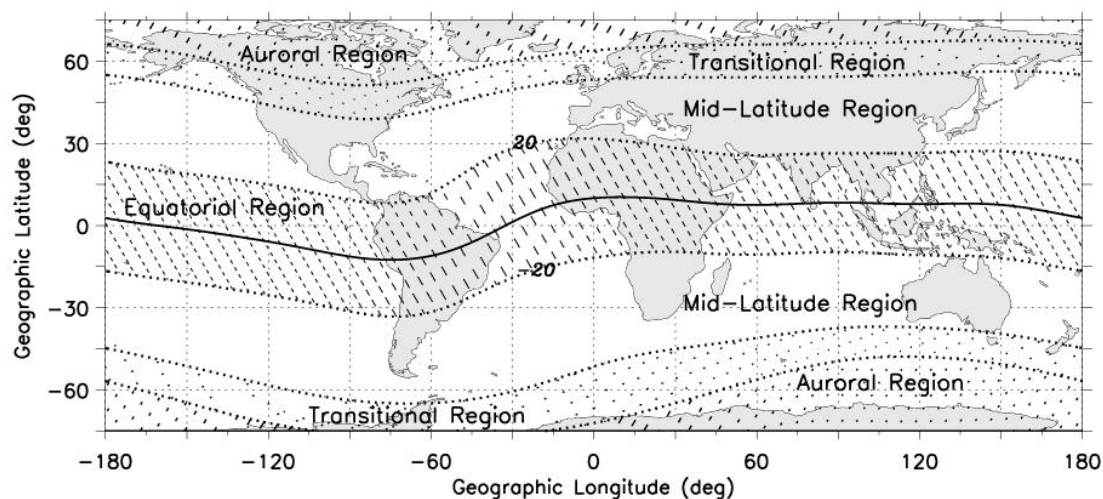 Auroral Region
60
Transitional Region
Mid-Latitude Region
30
20
Equatorial Region
0
-20
Mid-Latitude Region
-30
Auroral Region
-60
Transitional Region
-180
-120
-60
0
60
120
180
Geographic Longitude (deg)
Geographic Latitude (deg)